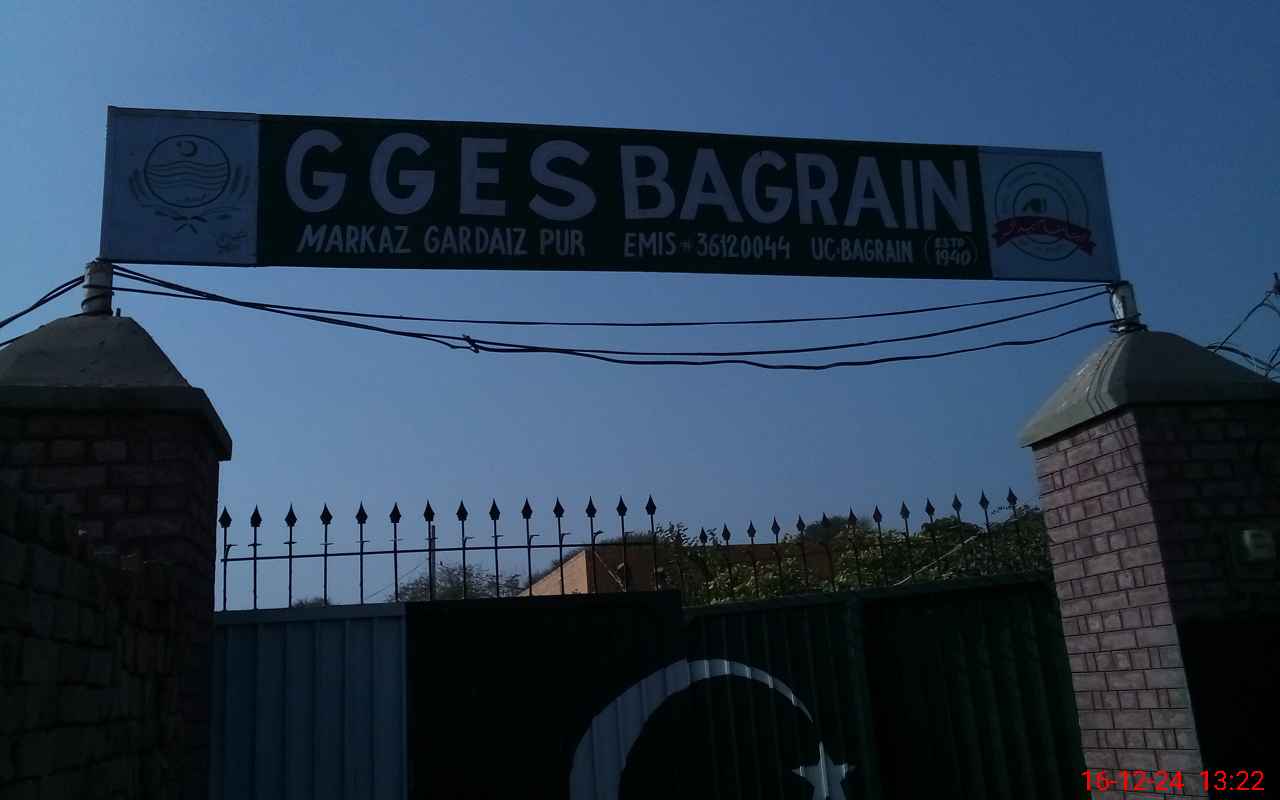 GGES BAGRAIN
MARKAZ GARDAIZ PUR EMIS # 36120044 UC-BAGRAIN ESTD 1940
16-12-24 13:22